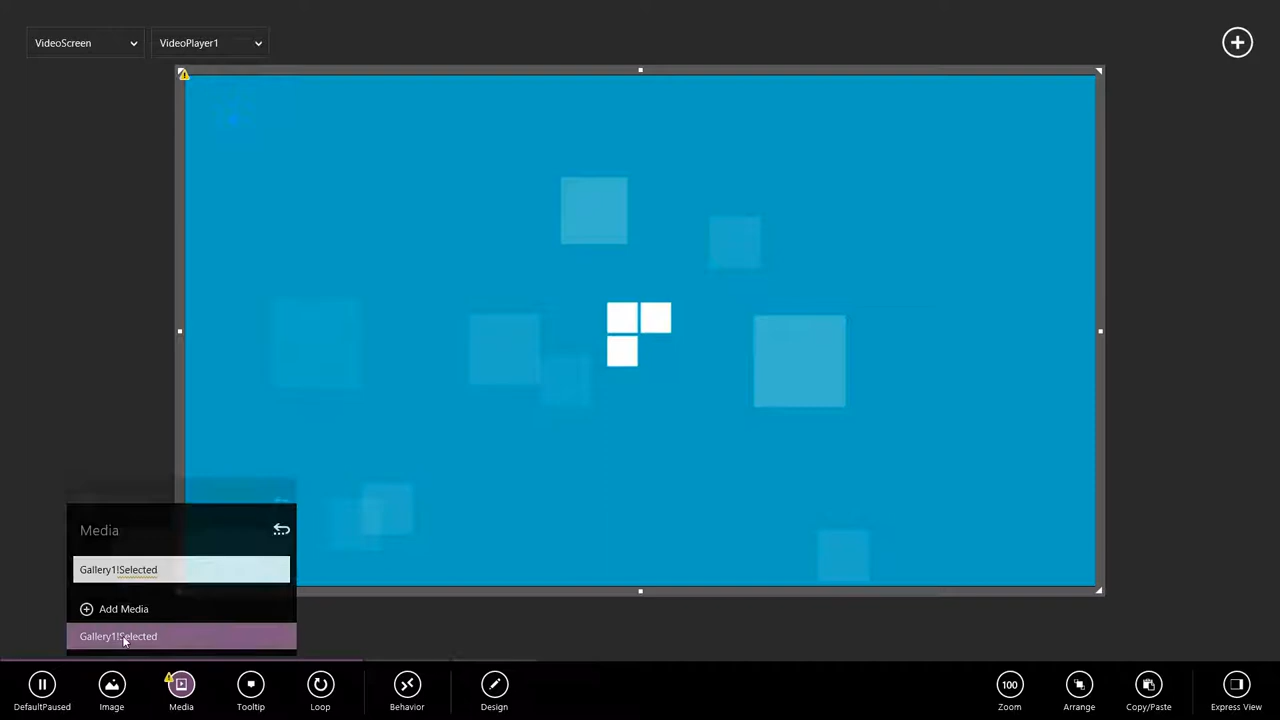 VideoScreen
VideoPlayer1
Media
Gallery1!Selected
Add Media
Gallery1!Selected
DefaultPaused
Image
Media
Tooltip
Loop
Behavior
Design
100
Zoom
Arrange
Copy/Paste
Express View